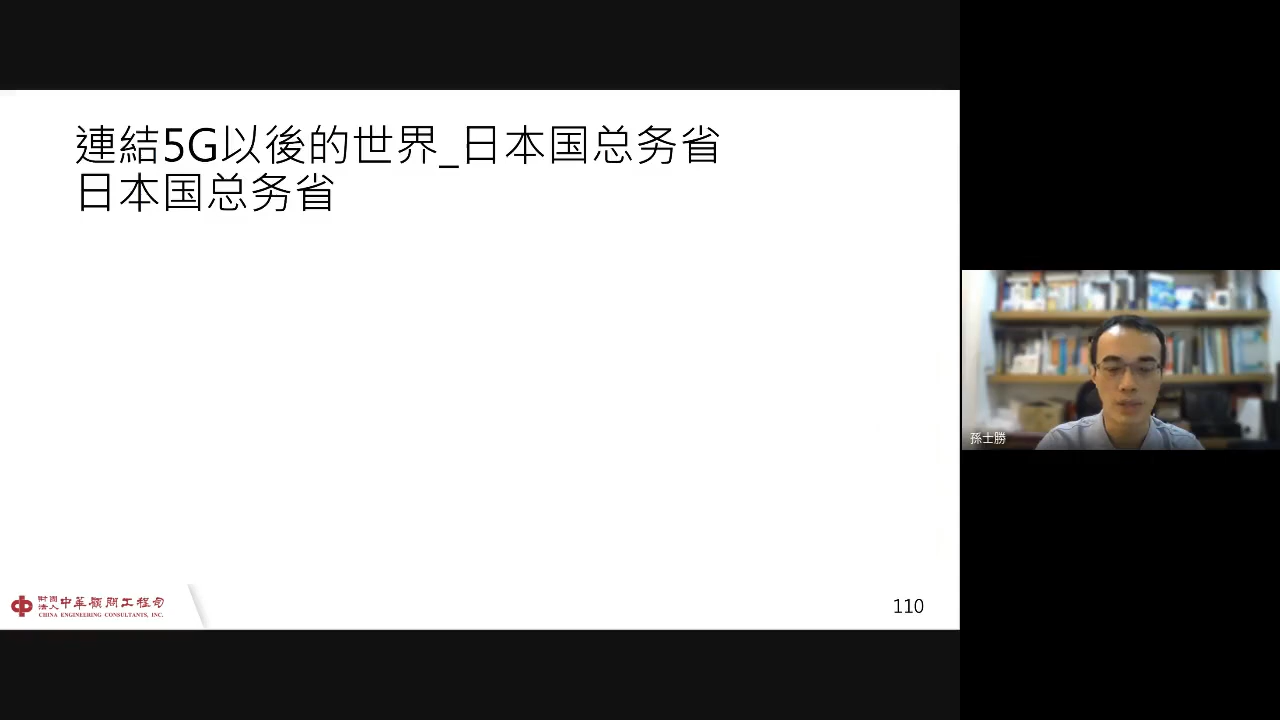 連結5G以後的世界_日本国总务省
日本国总务省
孫士勝
財團法人中華顧問工程司
CHINA ENGINEERING CONSULTANTS, INC.
110